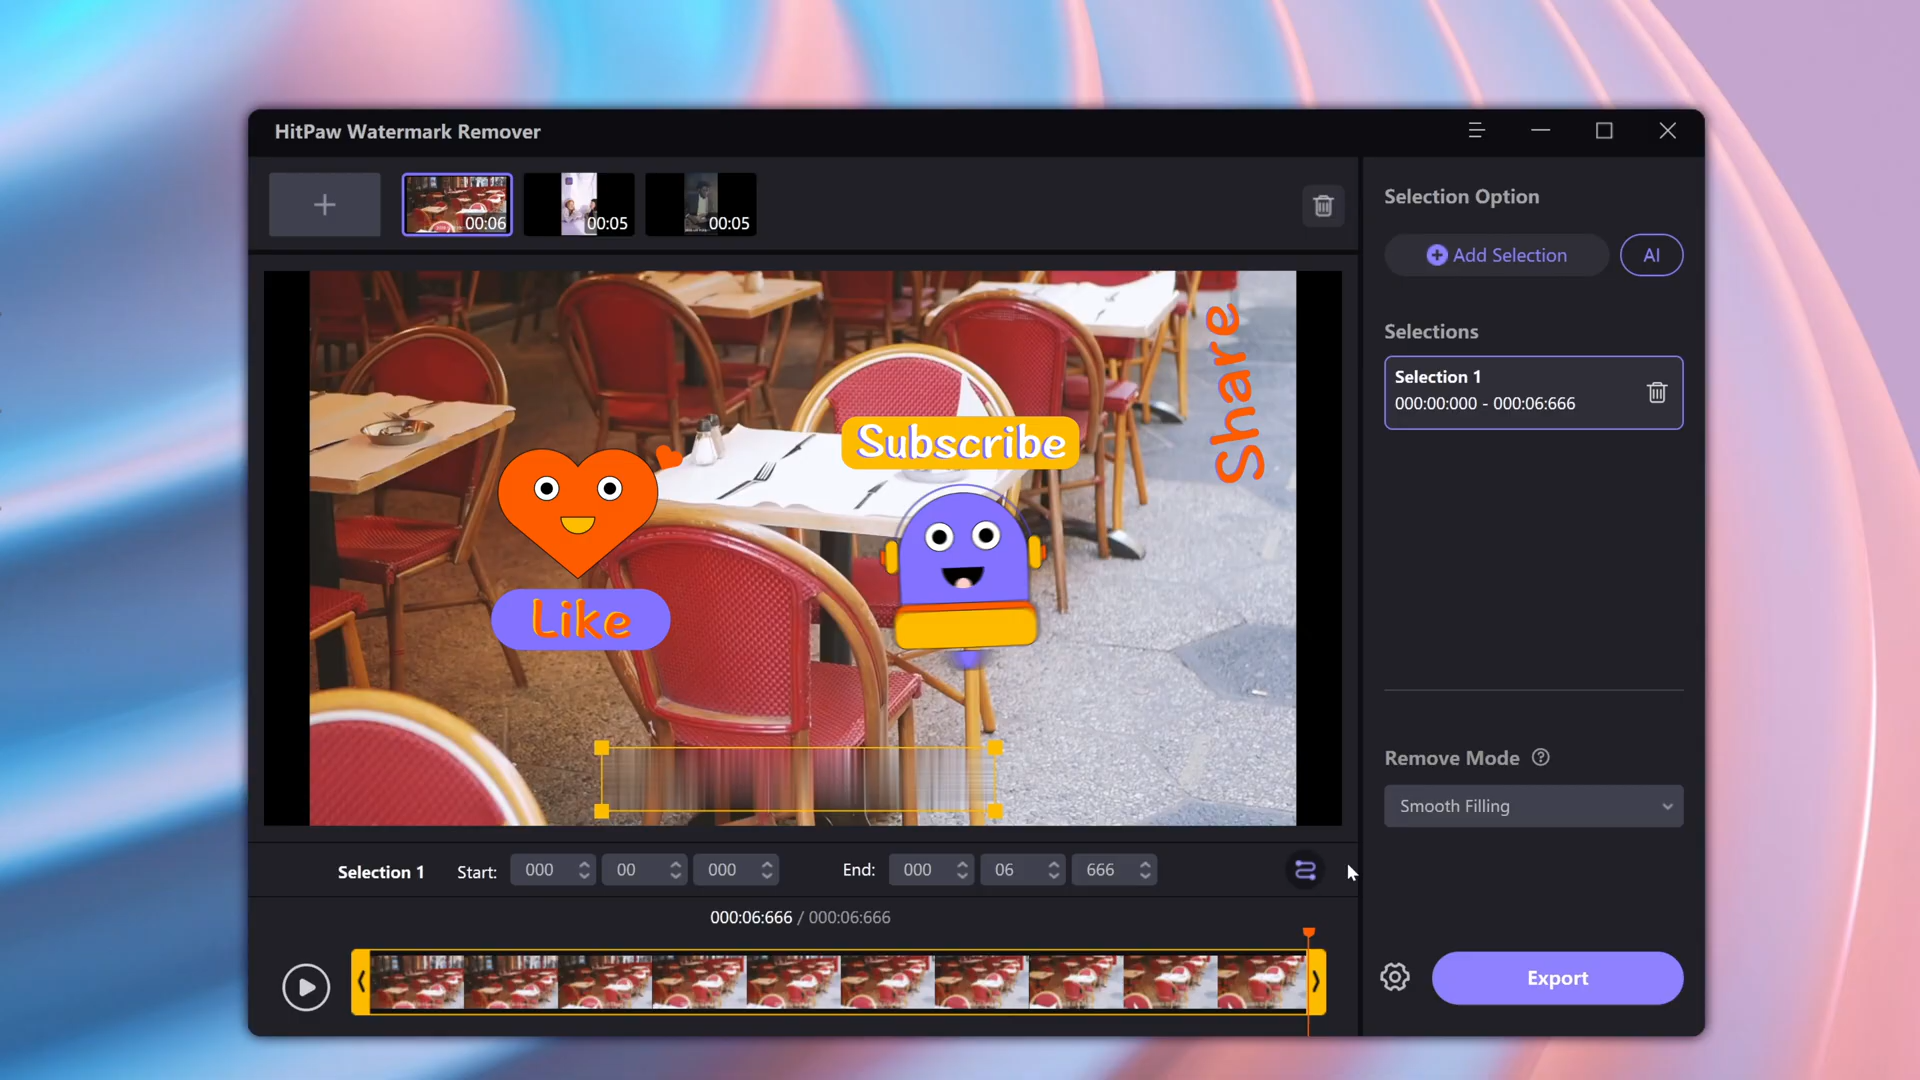 HitPaw Watermark Remover
00:06
00:05
00:05
Selection Option
Add Selection
AI
Selections
Selection 1
000:00:000 - 000:06:666
Share
Subscribe
Like
Remove Mode
Smooth Filling
Selection 1
Start:
000
00
000
End:
000
06
666
000:06:666 / 000:06:666
Export